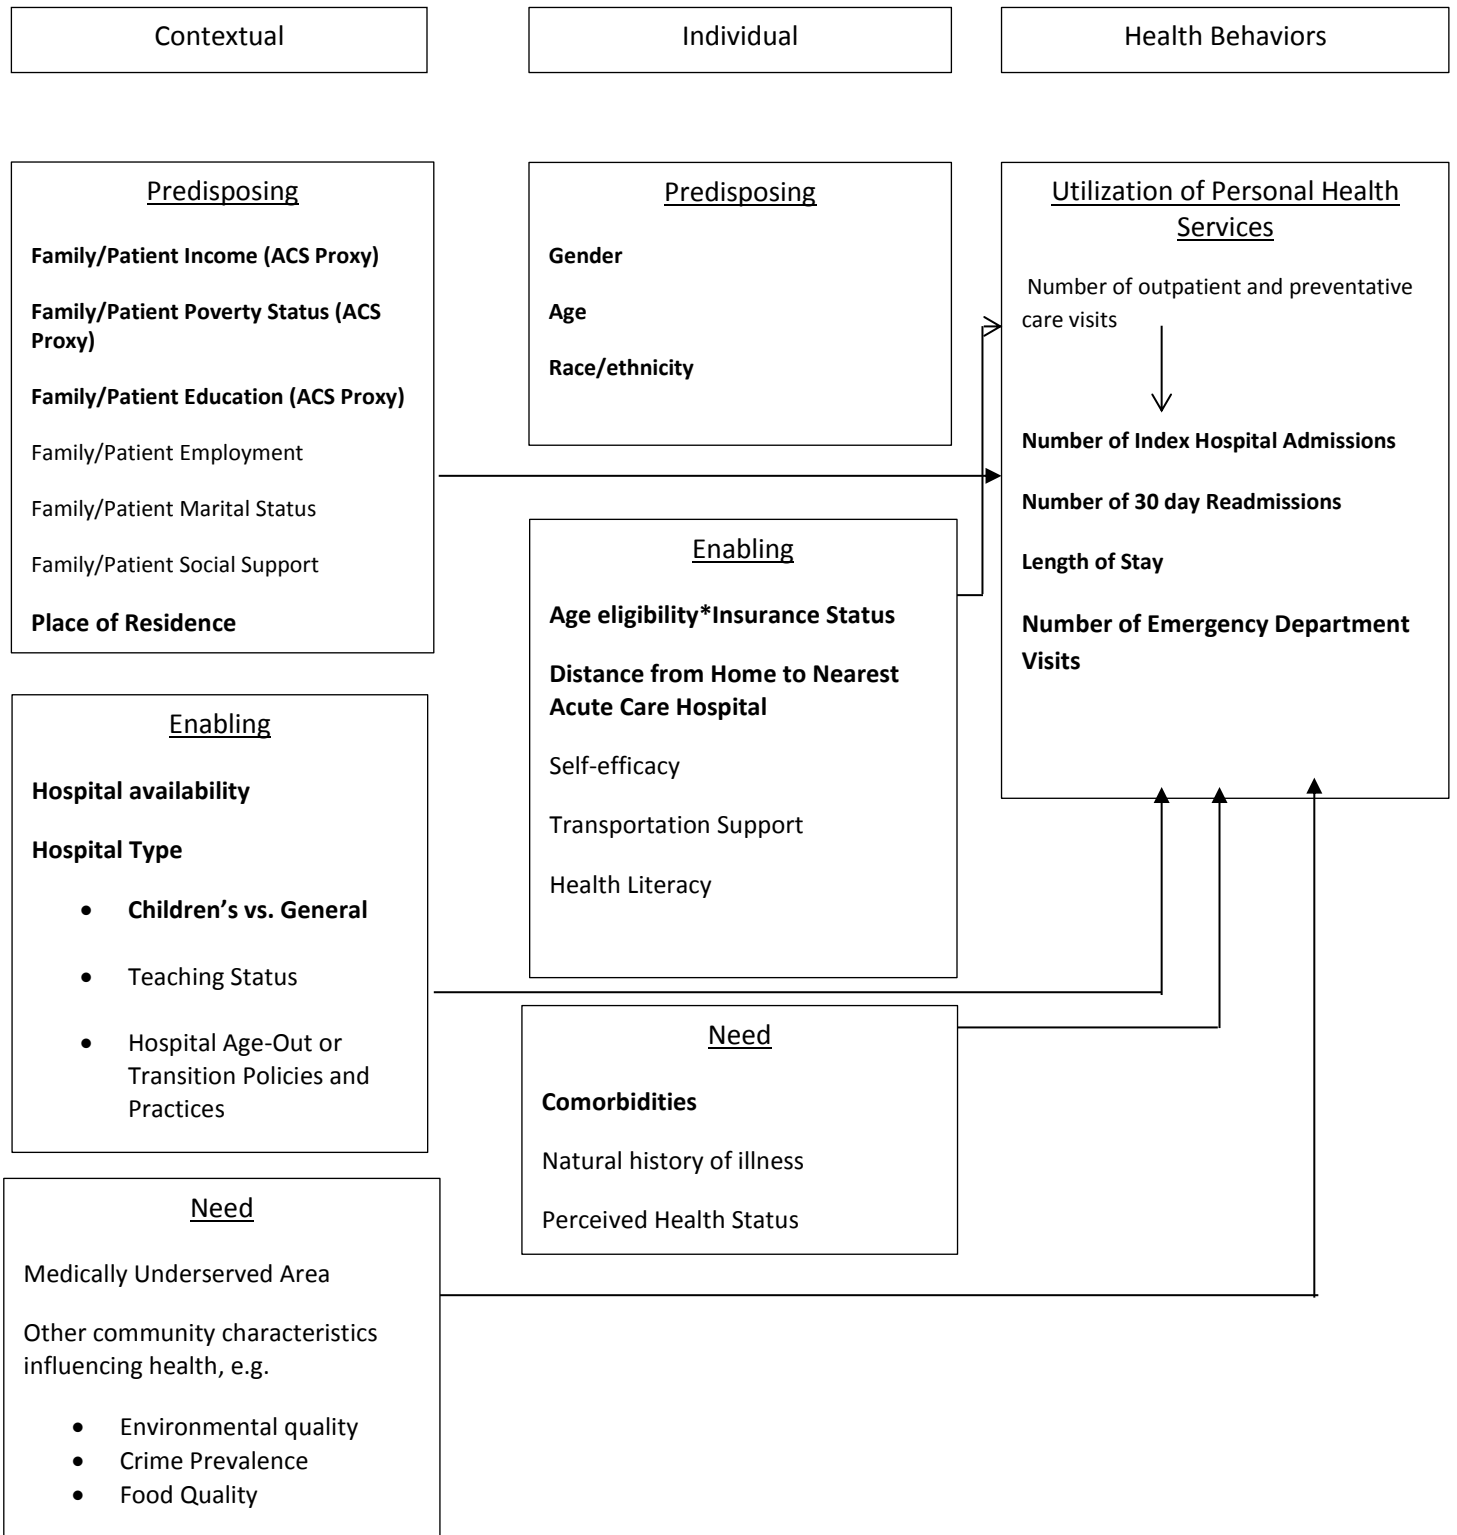 Contextual
Individual
Health Behaviors
Predisposing
Family/Patient Income (ACS Proxy)
Family/Patient Poverty Status (ACS
Proxy)
Family/Patient Education (ACS Proxy)
Family/Patient Employment
Family/Patient Marital Status
Family/Patient Social Support
Place of Residence
Enabling
Hospital availability
Hospital Type
• Children’s vs. General
• Teaching Status
• Hospital Age-Out or
Transition Policies and
Practices
Need
Medically Underserved Area
Other community characteristics
influencing health, e.g.
• Environmental quality
• Crime Prevalence
• Food Quality
Predisposing
Gender
Age
Race/ethnicity
Enabling
Age eligibility*Insurance Status
Distance from Home to Nearest
Acute Care Hospital
Self-efficacy
Transportation Support
Health Literacy
Need
Comorbidities
Natural history of illness
Perceived Health Status
Utilization of Personal Health
Services
Number of outpatient and preventative
care visits
Number of Index Hospital Admissions
Number of 30 day Readmissions
Length of Stay
Number of Emergency Department
Visits